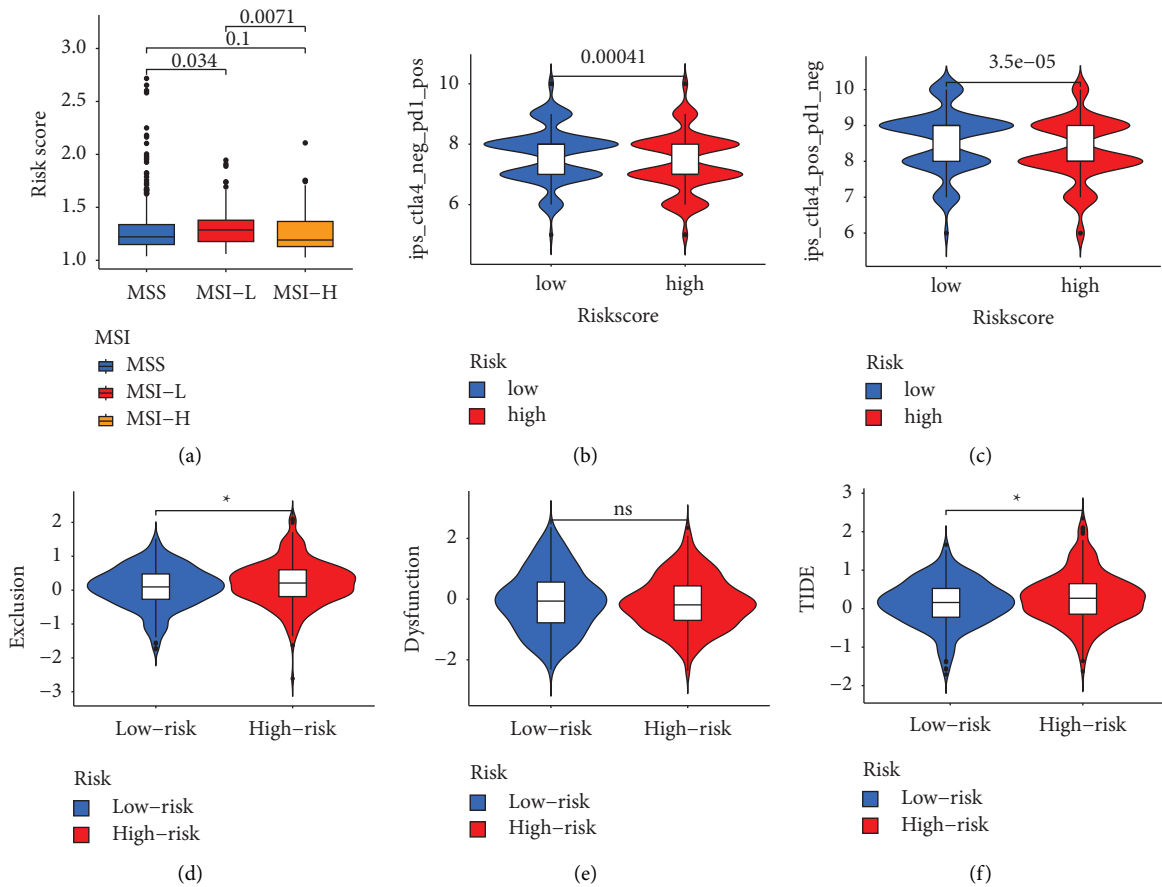 Risk score
3.0
2.5
2.0
1.5
1.0
0.0071
0.1
0.034
MSS
MSI−L
MSI−H
MSI
MSS
MSI−L
MSI−H
(a)
ips_ctla4_neg_pd1_pos
10
8
6
0.00041
low
high
Riskscore
Risk
low
high
(b)
ips_ctla4_pos_pd1_neg
10
9
8
7
6
3.5e−05
low
high
Riskscore
Risk
low
high
(c)
Exclusion
2
1
0
−1
−2
−3
*
Low−risk
High−risk
Risk
Low−risk
High−risk
(d)
Dysfunction
2
0
−2
ns
Low−risk
High−risk
Risk
Low−risk
High−risk
(e)
TIDE
3
2
1
0
−1
−2
*
Low−risk
High−risk
Risk
Low−risk
High−risk
(f)